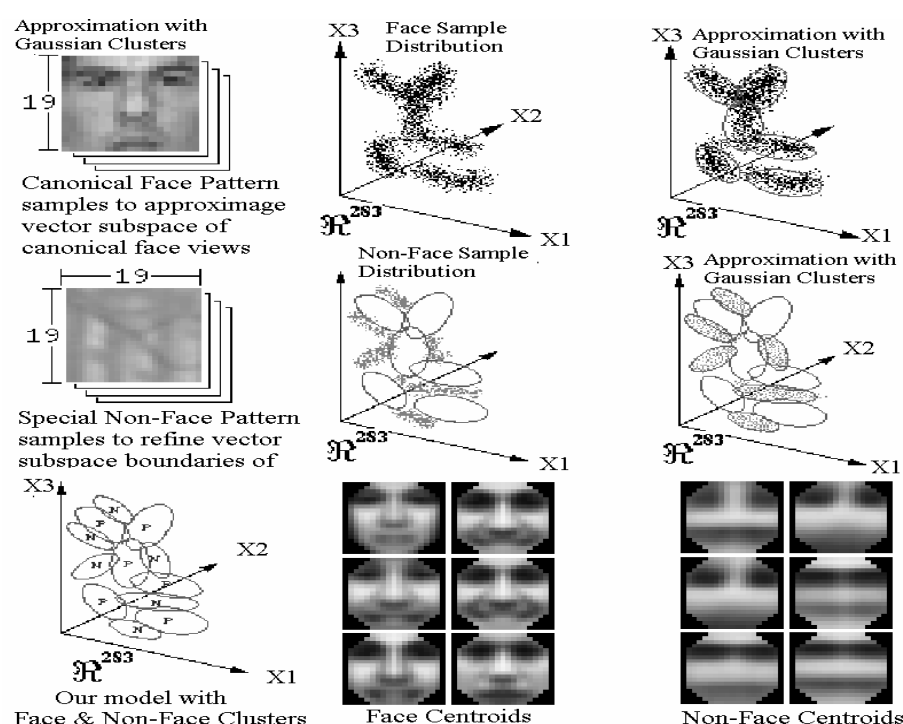 Approximation with
Gaussian Clusters
19
Canonical Face Pattern
samples to approximage
vector subspace of
canonical face views
X3
Face Sample
Distribution
X2
ℜ283
X1
X3
Approximation with
Gaussian Clusters
ℜ283
X1
19
19
Special Non-Face Pattern
samples to refine vector
subspace boundaries of
Non-Face Sample
Distribution
ℜ283
X1
X3
Approximation with
Gaussian Clusters
X2
ℜ283
X1
X3
N
P
P
N
N
P
N
X2
P
P
N
P
N
ℜ283
X1
Our model with
Face & Non-Face Clusters
Face Centroids
Non-Face Centroids